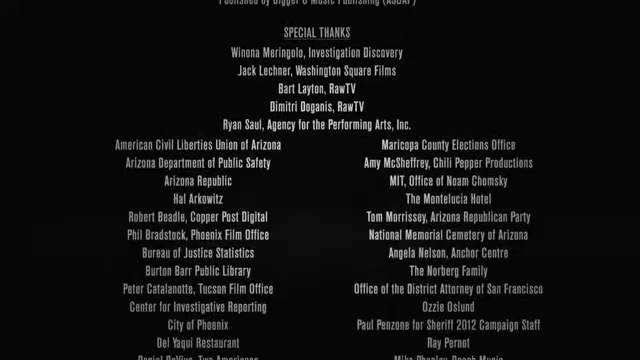 Published by Digger & Music Publishing (ASCAP)
SPECIAL THANKS
Winona Meringolo, Investigation Discovery
Jack Lechner, Washington Square Films
Bart Layton, RawTV
Dimitri Doganis, RawTV
Ryan Saul, Agency for the Performing Arts, Inc.
American Civil Liberties Union of Arizona
Arizona Department of Public Safety
Arizona Republic
Hal Arkowitz
Robert Beadle, Copper Post Digital
Phil Bradstock, Phoenix Film Office
Bureau of Justice Statistics
Burton Barr Public Library
Peter Catalanotte, Tucson Film Office
Center for Investigative Reporting
City of Phoenix
Del Yaqui Restaurant
Maricopa County Elections Office
Amy McSheffrey, Chili Pepper Productions
MIT, Office of Noam Chomsky
The Montelucia Hotel
Tom Morrissey, Arizona Republican Party
National Memorial Cemetery of Arizona
Angela Nelson, Anchor Centre
The Norberg Family
Office of the District Attorney of San Francisco
Ozzie Oslund
Paul Penzone for Sheriff 2012 Campaign Staff
Ray Pernot